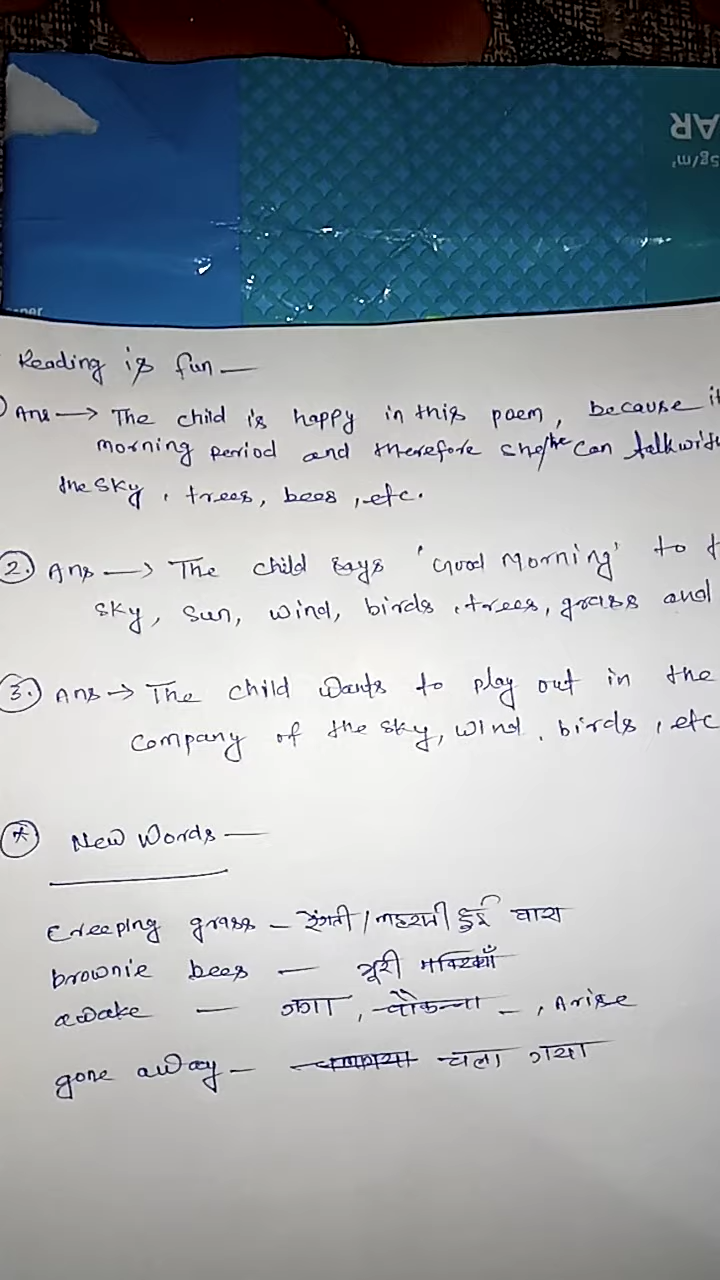 AR
5g/m²
Reading is fun —
Ans → The child is happy in this poem, because it
morning period and therefore she/he can talk with
the sky, trees, bees, etc.
2. Ans → The child says 'Good Morning' to t
sky, sun, wind, birds, trees, grass and
3. Ans → The child wants to play out in the
company of the sky, wind, birds, etc
* New Words —
Creeping grass – रेंगती / लहराती हुई घास
brownie bees — भूरी मक्खियाँ
awake — जगा, चौकन्ना –, Arise
gone away – चला गया